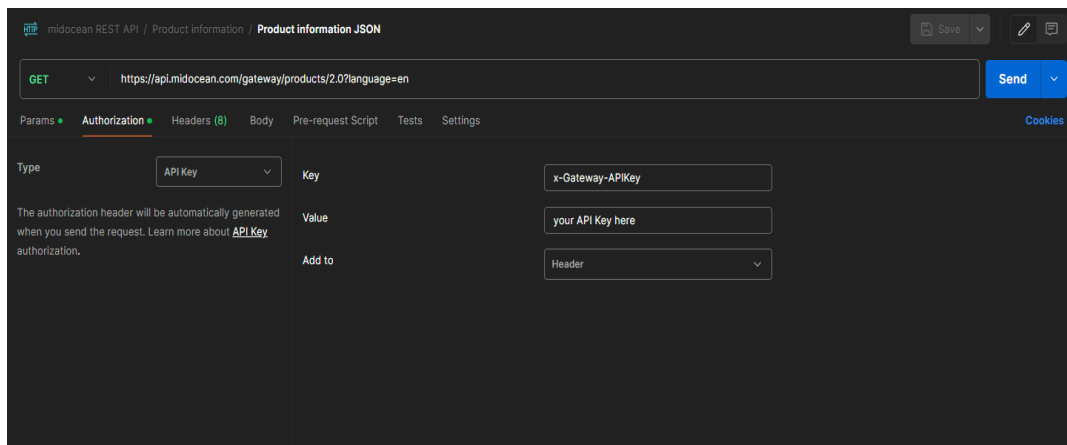 HTTP midocean REST API / Product information / Product information JSON Save
GET https://api.midocean.com/gateway/products/2.0?language=en Send
Params Authorization Headers (8) Body Pre-request Script Tests Settings Cookies
Type API Key
The authorization header will be automatically generated
when you send the request. Learn more about API Key
authorization.
Key x-Gateway-APIKey
Value your API Key here
Add to Header